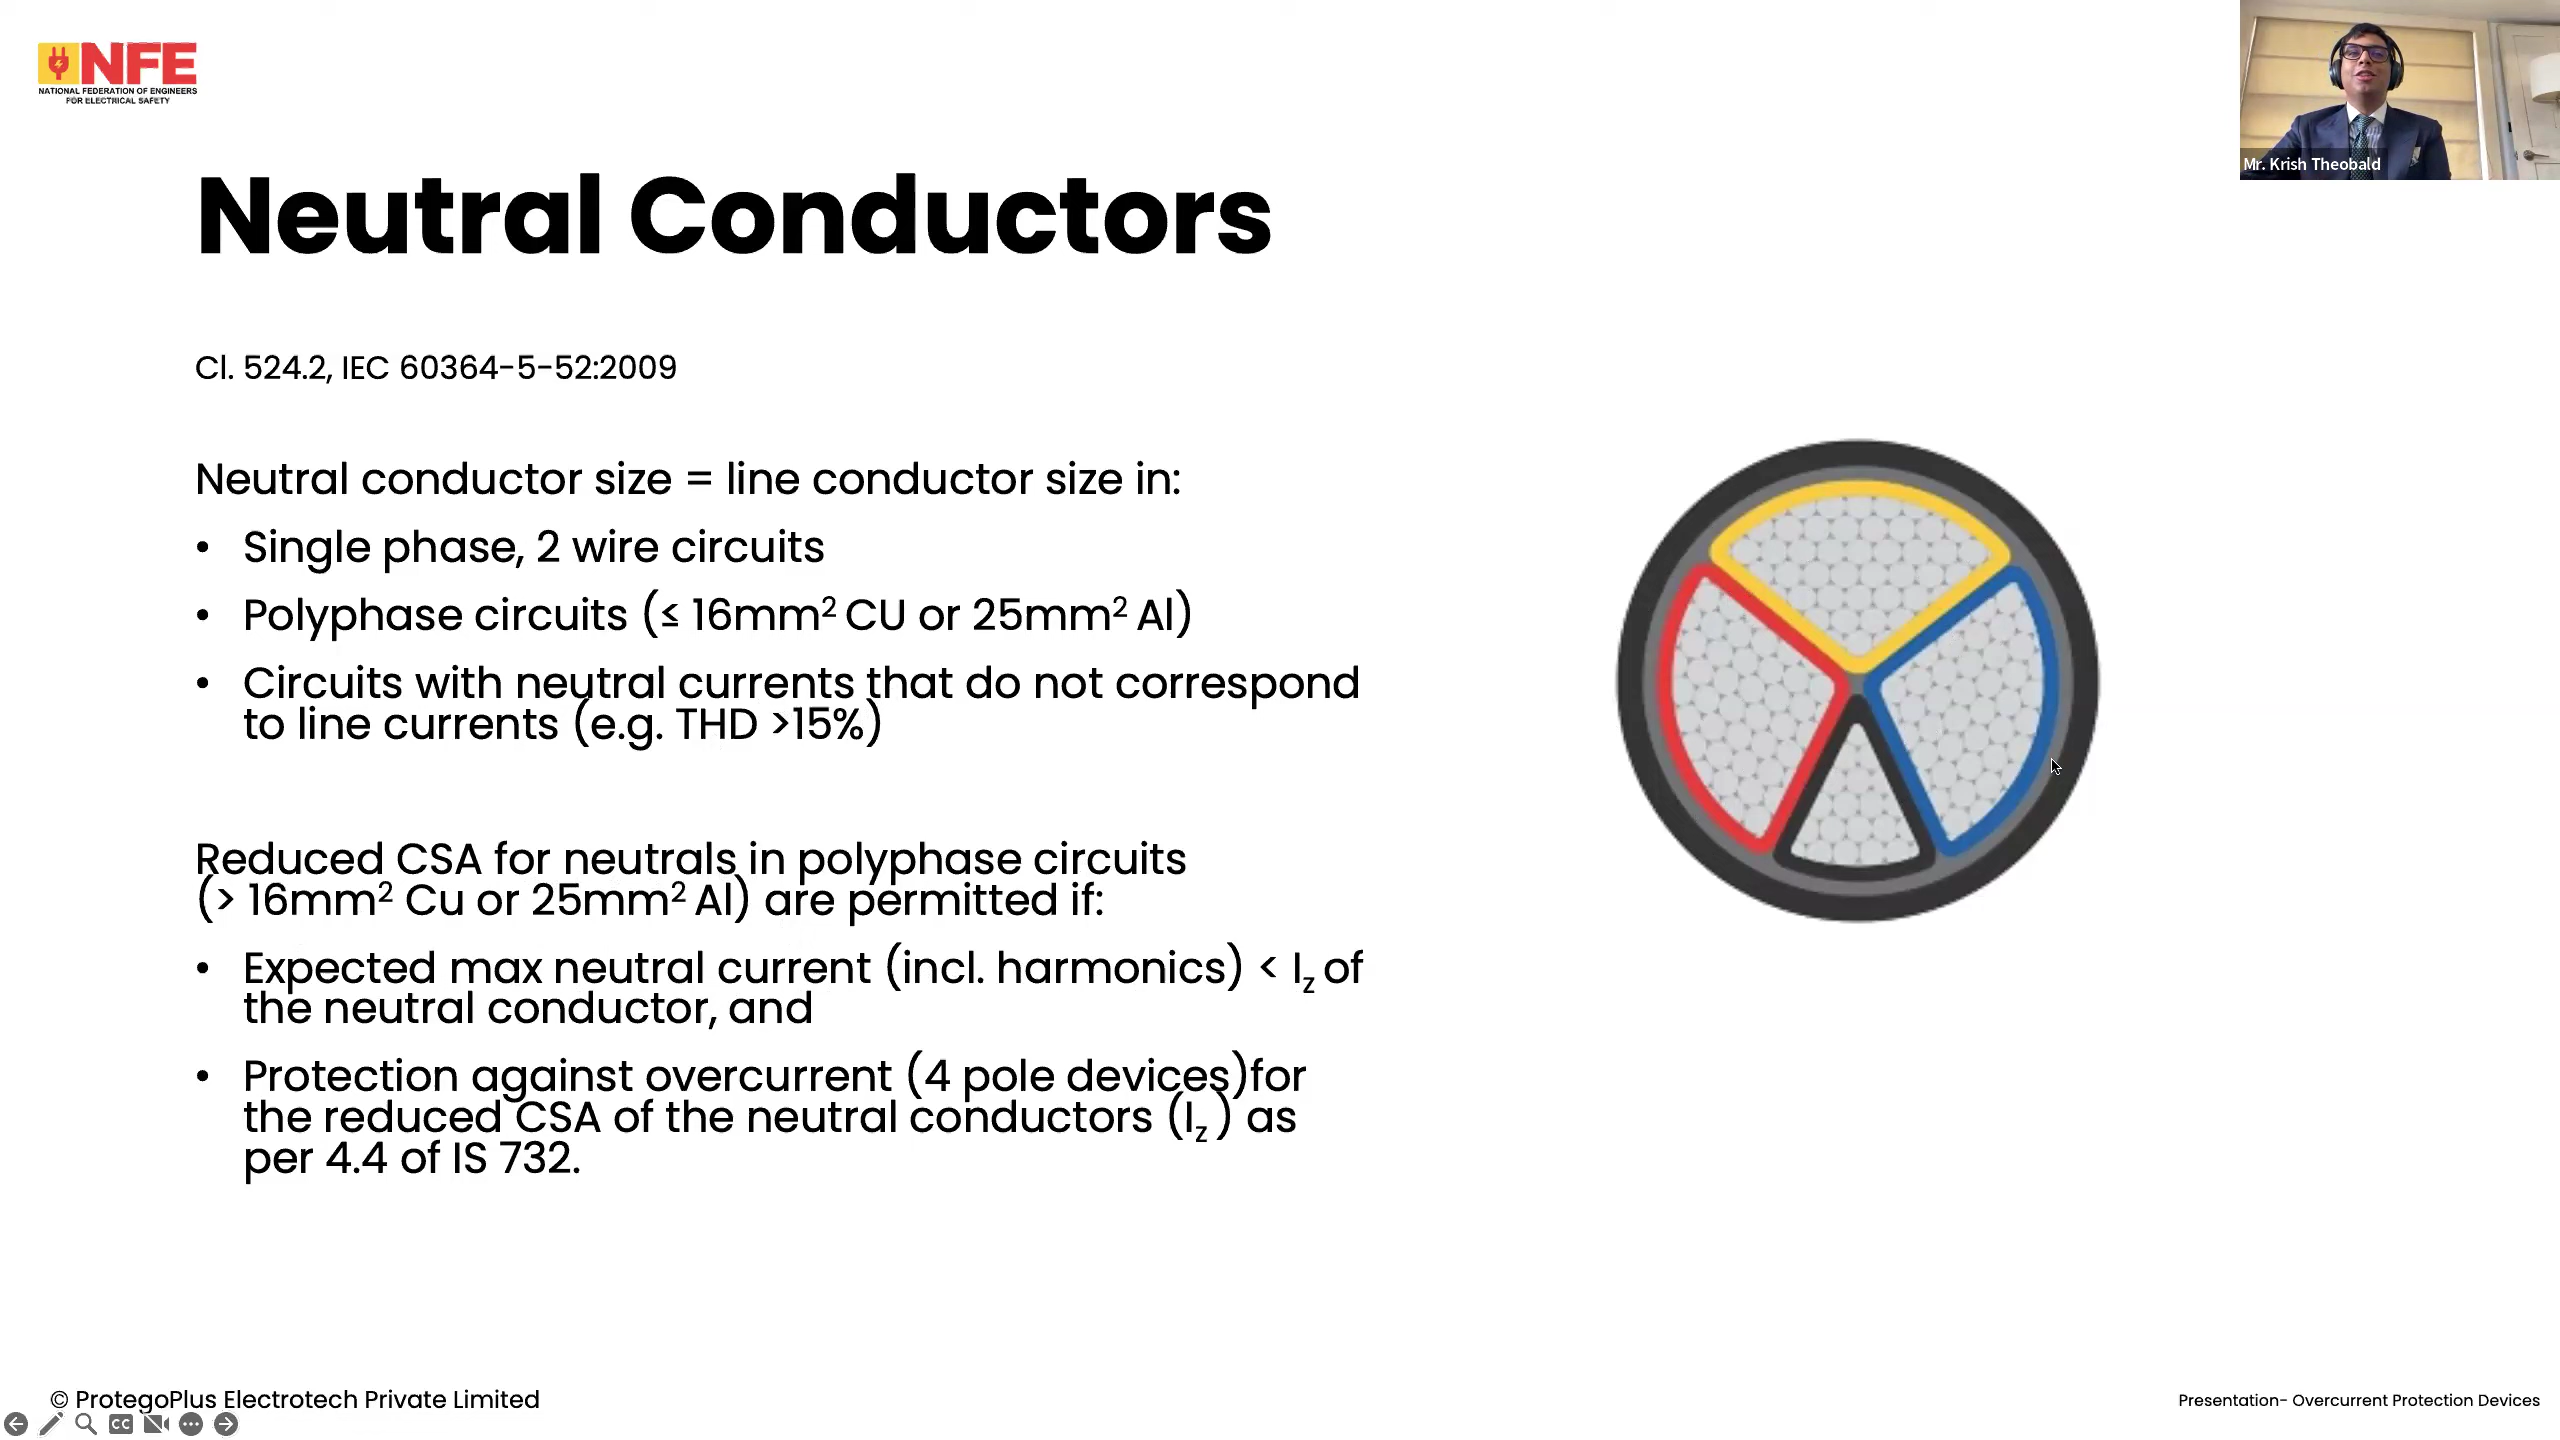 NFE
NATIONAL FEDERATION OF ENGINEERS
FOR ELECTRICAL SAFETY
Mr. Krish Theobald
Neutral Conductors
Cl. 524.2, IEC 60364-5-52:2009
Neutral conductor size = line conductor size in:
• Single phase, 2 wire circuits
• Polyphase circuits (≤ 16mm² CU or 25mm² Al)
• Circuits with neutral currents that do not correspond
to line currents (e.g. THD >15%)
Reduced CSA for neutrals in polyphase circuits
(> 16mm² Cu or 25mm² Al) are permitted if:
• Expected max neutral current (incl. harmonics) < Iz of
the neutral conductor, and
• Protection against overcurrent (4 pole devices)for
the reduced CSA of the neutral conductors (Iz ) as
per 4.4 of IS 732.
© ProtegoPlus Electrotech Private Limited
Presentation- Overcurrent Protection Devices
CC